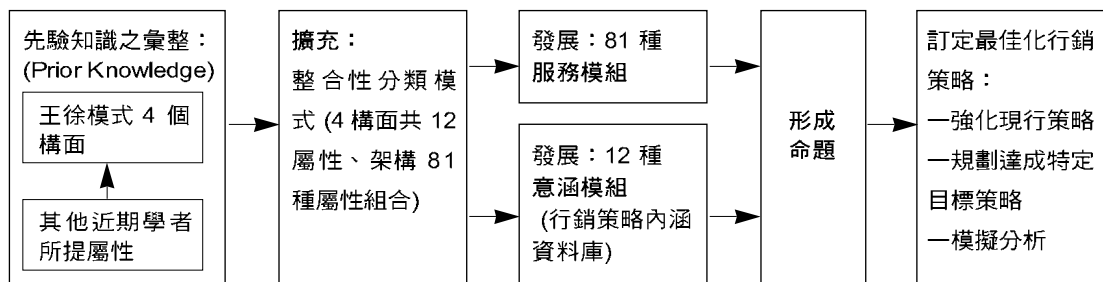 先驗知識之彙整：
(Prior Knowledge)
王徐模式 4 個
構面
其他近期學者
所提屬性
擴充：
整合性分類模
式 (4 構面共 12
屬性、架構 81
種屬性組合)
發展：81 種
服務模組
發展：12 種
意涵模組
(行銷策略內涵
資料庫)
形成
命題
訂定最佳化行銷
策略：
—強化現行策略
—規劃達成特定
目標策略
—模擬分析